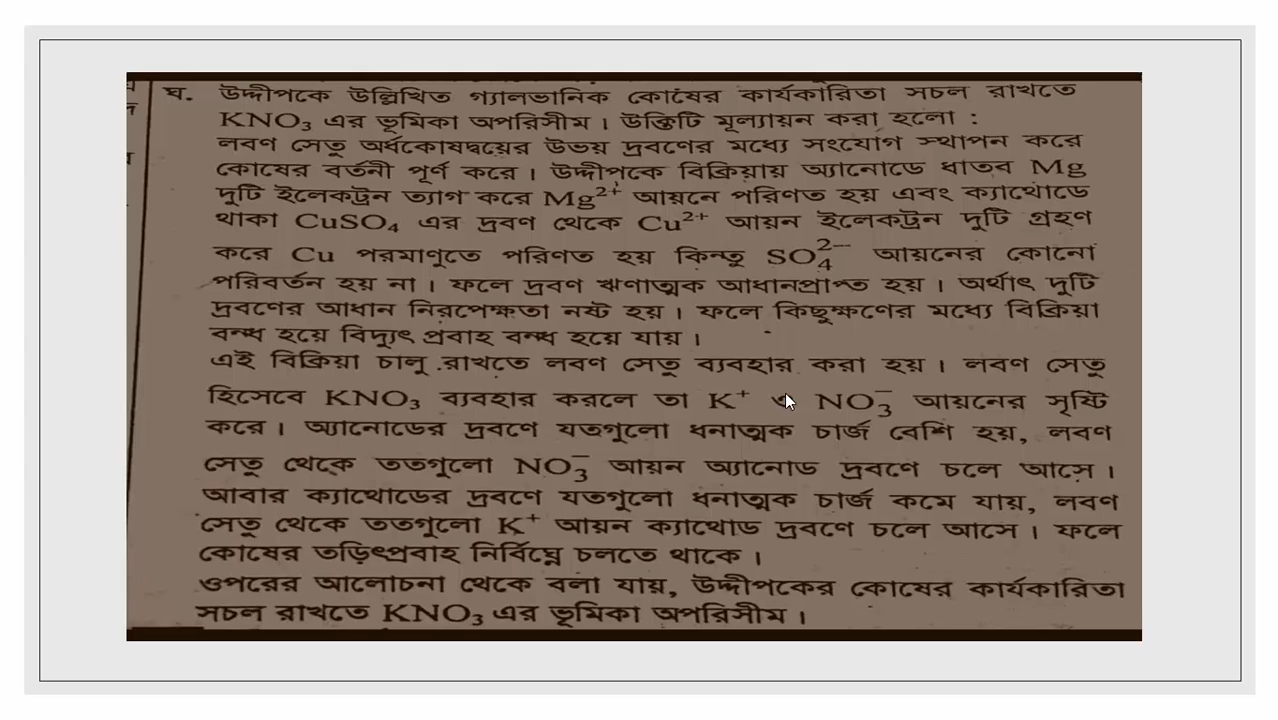 ঘ. উদ্দীপকে উল্লিখিত গ্যালভানিক কোষের কার্যকারিতা সচল রাখতে
KNO₃ এর ভূমিকা অপরিসীম। উক্তিটি মূল্যায়ন করা হলো :
লবণ সেতু অর্ধকোষদ্বয়ের উভয় দ্রবণের মধ্যে সংযোগ স্থাপন করে
কোষের বর্তনী পূর্ণ করে। উদ্দীপকে বিক্রিয়ায় অ্যানোডে ধাতব Mg
দুটি ইলেকট্রন ত্যাগ করে Mg²⁺ আয়নে পরিণত হয় এবং ক্যাথোডে
থাকা CuSO₄ এর দ্রবণ থেকে Cu²⁺ আয়ন ইলেকট্রন দুটি গ্রহণ
করে Cu পরমাণুতে পরিণত হয় কিন্তু SO₄²⁻ আয়নের কোনো
পরিবর্তন হয় না। ফলে দ্রবণ ঋণাত্মক আধানপ্রাপ্ত হয়। অর্থাৎ দুটি
দ্রবণের আধান নিরপেক্ষতা নষ্ট হয়। ফলে কিছুক্ষণের মধ্যে বিক্রিয়া
বন্ধ হয়ে বিদ্যুৎ প্রবাহ বন্ধ হয়ে যায়।
এই বিক্রিয়া চালু রাখতে লবণ সেতু ব্যবহার করা হয়। লবণ সেতু
হিসেবে KNO₃ ব্যবহার করলে তা K⁺ NO₃⁻ আয়নের সৃষ্টি
করে। অ্যানোডের দ্রবণে যতগুলো ধনাত্মক চার্জ বেশি হয়, লবণ
সেতু থেকে ততগুলো NO₃⁻ আয়ন অ্যানোড দ্রবণে চলে আসে।
আবার ক্যাথোডের দ্রবণে যতগুলো ধনাত্মক চার্জ কমে যায়, লবণ
সেতু থেকে ততগুলো K⁺ আয়ন ক্যাথোড দ্রবণে চলে আসে। ফলে
কোষের তড়িৎপ্রবাহ নির্বিঘ্নে চলতে থাকে।
ওপরের আলোচনা থেকে বলা যায়, উদ্দীপকের কোষের কার্যকারিতা
সচল রাখতে KNO₃ এর ভূমিকা অপরিসীম।